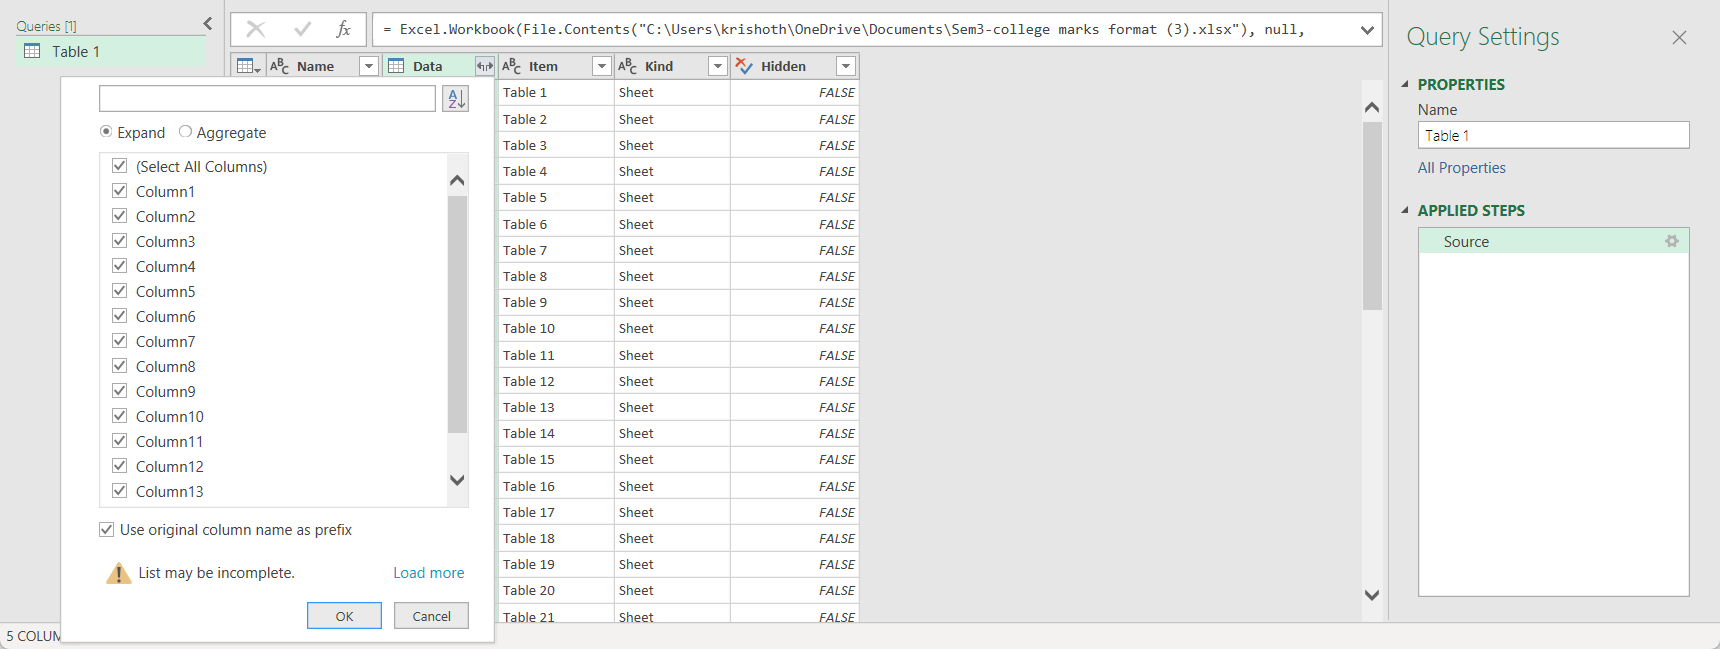 Queries [1]
Table 1
fx
= Excel.Workbook(File.Contents("C:\Users\krishoth\OneDrive\Documents\Sem3-college marks format (3).xlsx"), null,
ABC Name
Data
ABC Item
ABC Kind
Hidden
AZ
Expand
Aggregate
(Select All Columns)
Column1
Column2
Column3
Column4
Column5
Column6
Column7
Column8
Column9
Column10
Column11
Column12
Column13
Use original column name as prefix
List may be incomplete.
Load more
OK
Cancel
Table 1 Sheet FALSE
Table 2 Sheet FALSE
Table 3 Sheet FALSE
Table 4 Sheet FALSE
Table 5 Sheet FALSE
Table 6 Sheet FALSE
Table 7 Sheet FALSE
Table 8 Sheet FALSE
Table 9 Sheet FALSE
Table 10 Sheet FALSE
Table 11 Sheet FALSE
Table 12 Sheet FALSE
Table 13 Sheet FALSE
Table 14 Sheet FALSE
Table 15 Sheet FALSE
Table 16 Sheet FALSE
Table 17 Sheet FALSE
Table 18 Sheet FALSE
Table 19 Sheet FALSE
Table 20 Sheet FALSE
Table 21 Sheet FALSE
5 COLUM
Query Settings
PROPERTIES
Name
Table 1
All Properties
APPLIED STEPS
Source